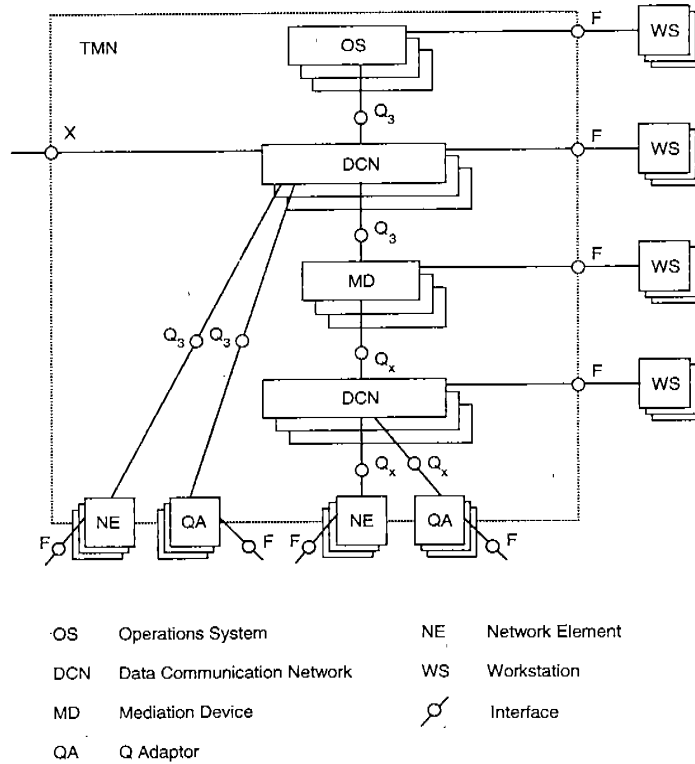 F
WS
TMN
OS
Q3
X
F
WS
DCN
Q3
F
WS
MD
Q3 Q3
Qx
F
WS
DCN
Qx Qx
NE QA NE QA
F F F F
OS Operations System NE Network Element
DCN Data Communication Network WS Workstation
MD Mediation Device Interface
QA Q Adaptor